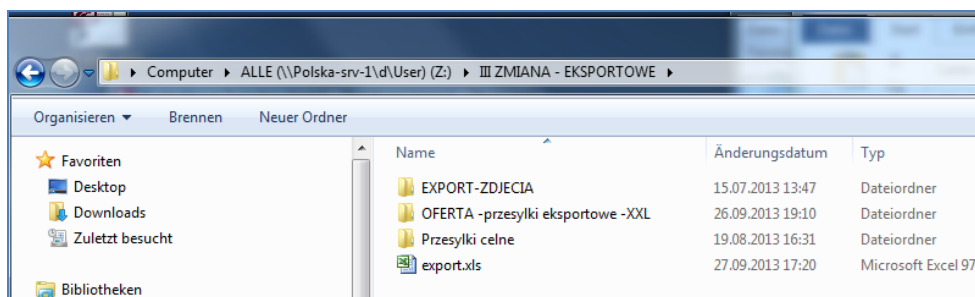 Computer ALLE (\\Polska-srv-1\d\User) (Z:) III ZMIANA - EKSPORTOWE
Organisieren Brennen Neuer Ordner
Favoriten
Desktop
Downloads
Zuletzt besucht
Bibliotheken
Name Änderungsdatum Typ
EXPORT-ZDJECIA 15.07.2013 13:47 Dateiordner
OFERTA -przesylki eksportowe -XXL 26.09.2013 19:10 Dateiordner
Przesylki celne 19.08.2013 16:31 Dateiordner
export.xls 27.09.2013 17:20 Microsoft Excel 97